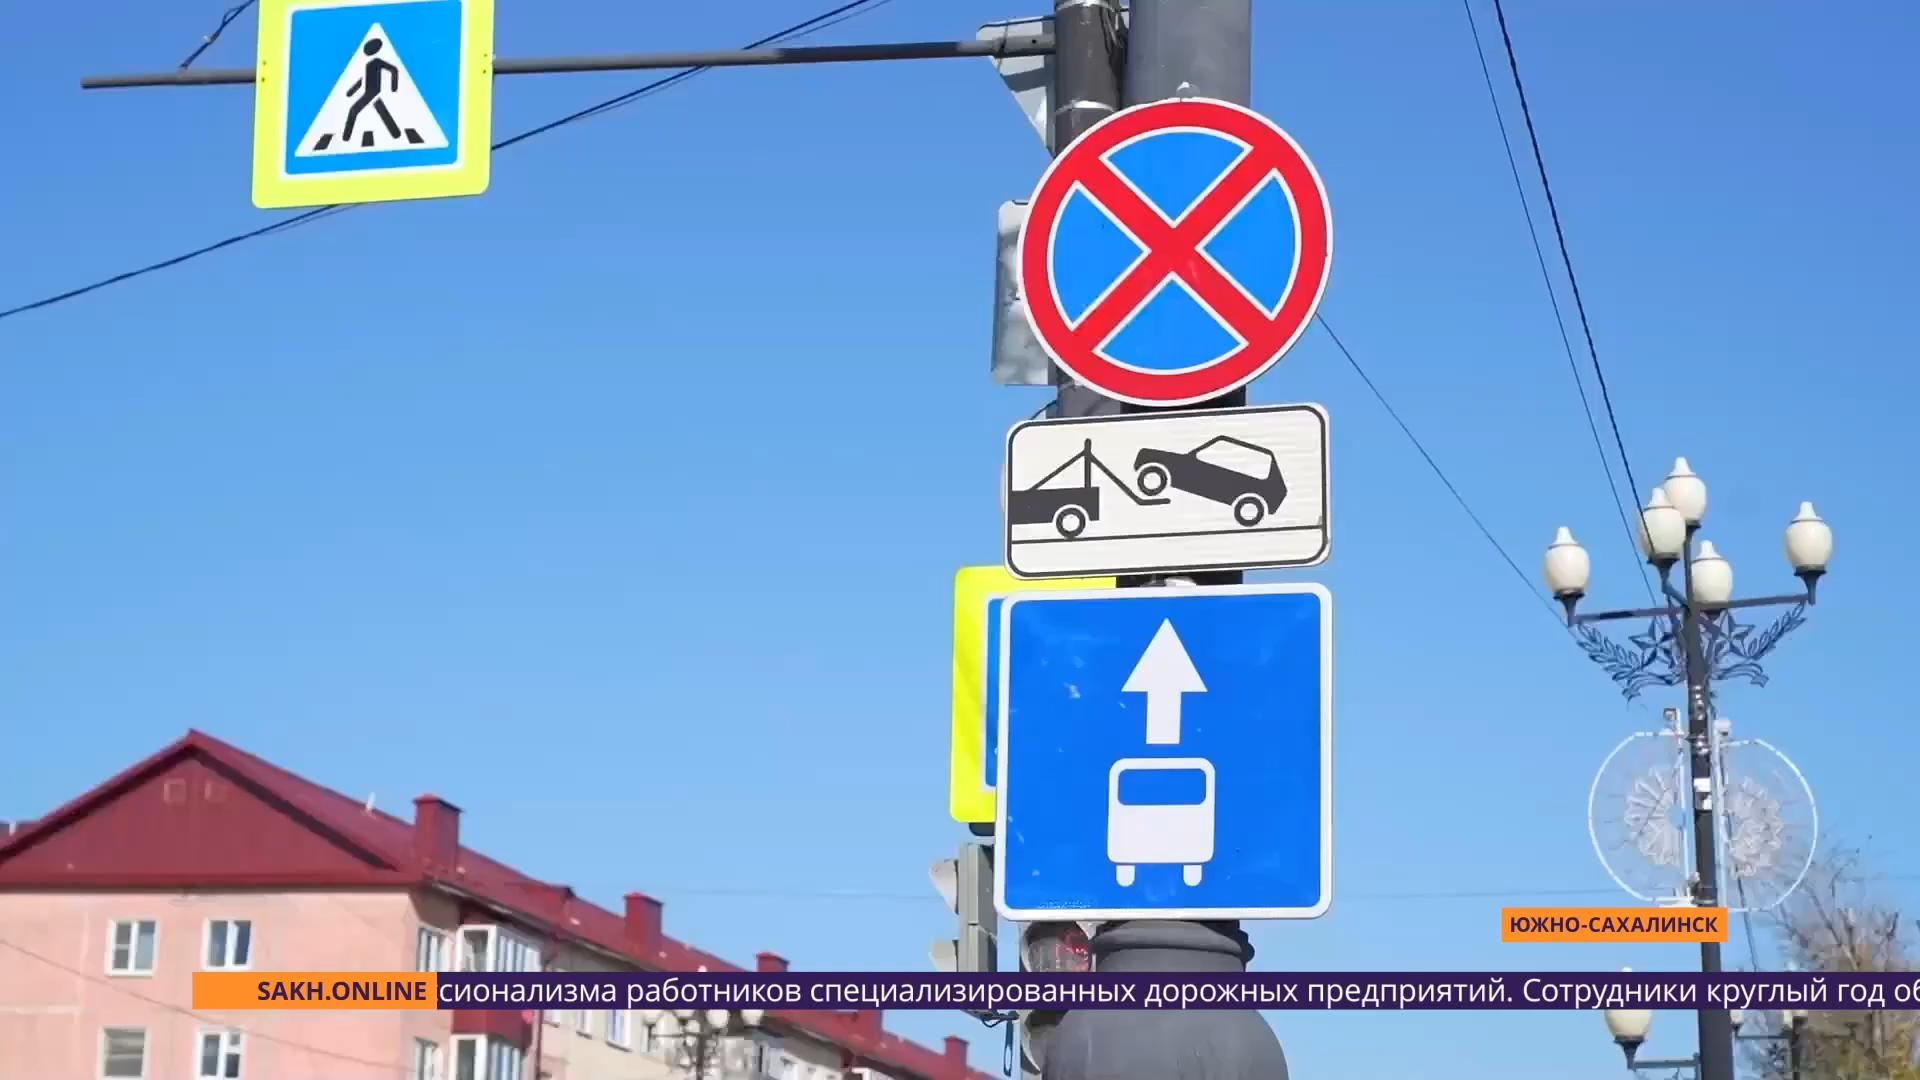 ЮЖНО-САХАЛИНСК
SAKH.ONLINE
сионализма работников специализированных дорожных предприятий. Сотрудники круглый год об